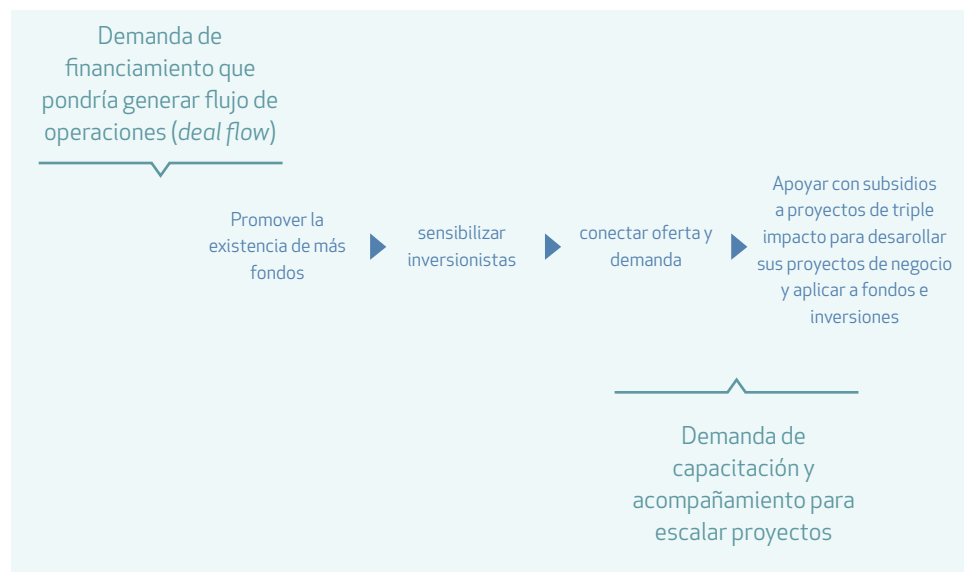 Demanda de
financiamiento que
pondría generar flujo de
operaciones (deal flow)
Promover la
existencia de más
fondos
sensibilizar
inversionistas
conectar oferta y
demanda
Apoyar con subsidios
a proyectos de triple
impacto para desarollar
sus proyectos de negocio
y aplicar a fondos e
inversiones
Demanda de
capacitación y
acompañamiento para
escalar proyectos